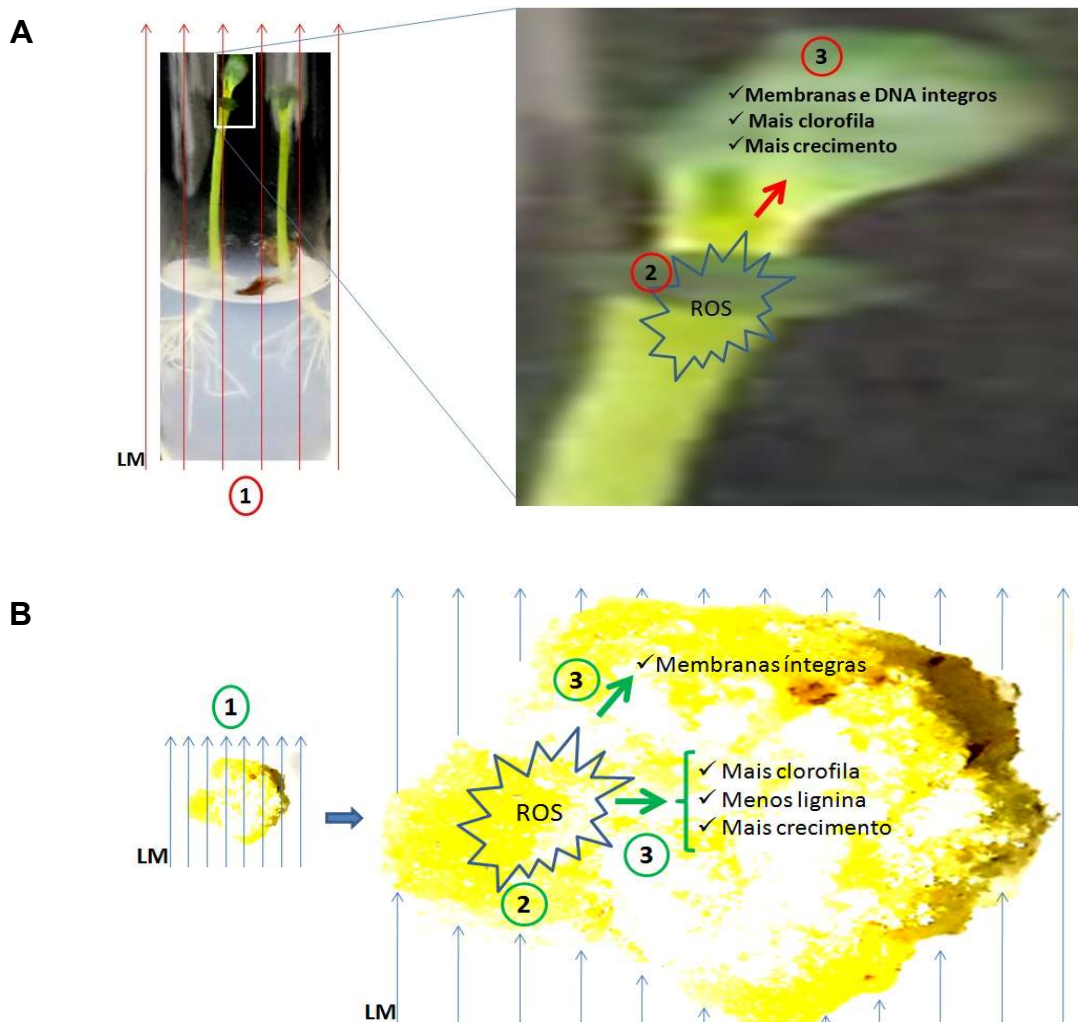 A
LM
1
3
✓Membranas e DNA integros
✓ Mais clorofila
✓Mais crecimento
2
ROS
B
1
LM
3
✓Membranas íntegras
ROS
✓ Mais clorofila
✓ Menos lignina
✓ Mais crecimento
3
2
LM